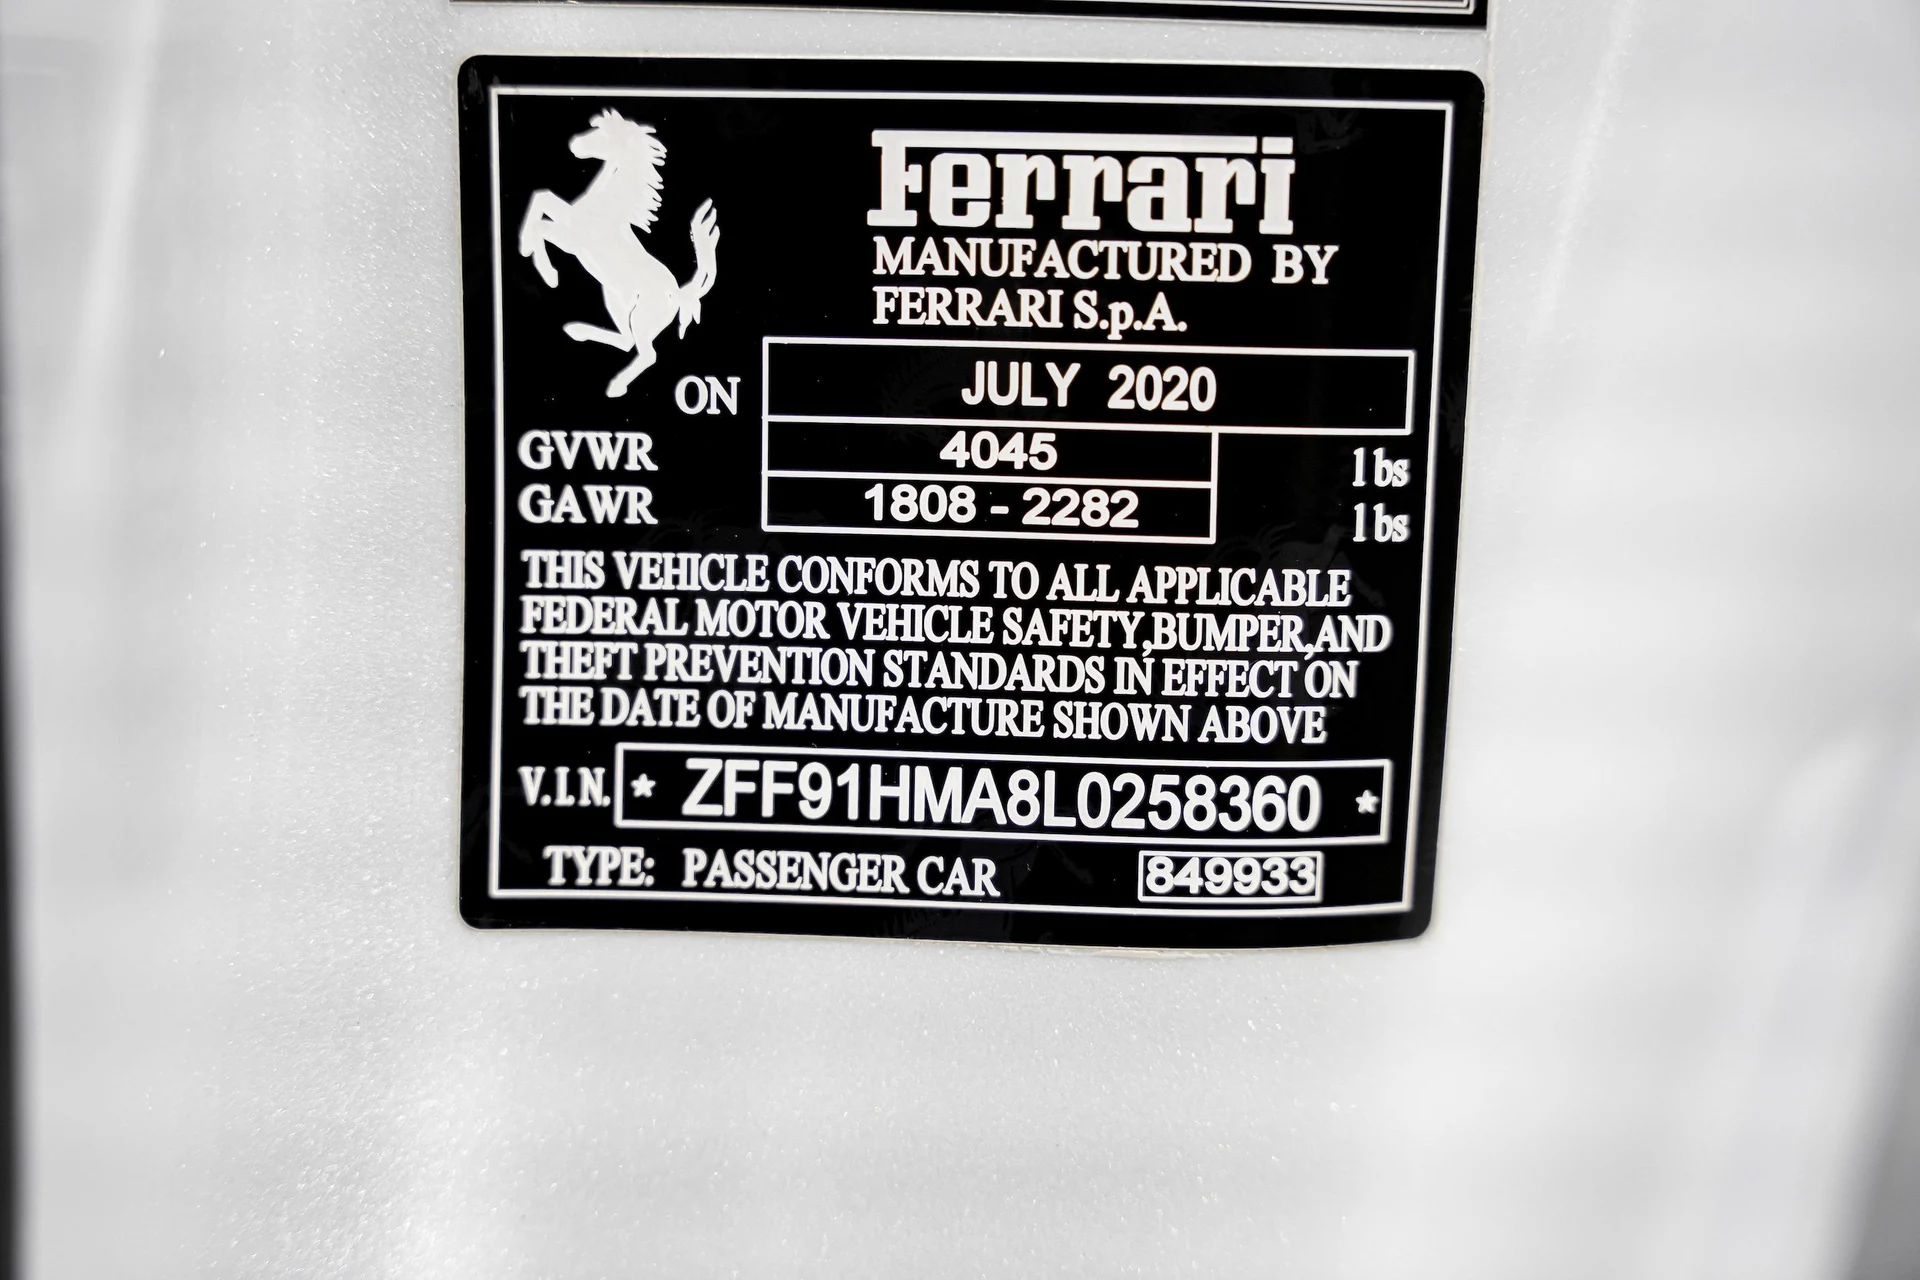 Ferrari
MANUFACTURED BY
FERRARI S.p.A.
ON JULY 2020
GVWR 4045 lbs
GAWR 1808 - 2282 lbs
THIS VEHICLE CONFORMS TO ALL APPLICABLE
FEDERAL MOTOR VEHICLE SAFETY,BUMPER,AND
THEFT PREVENTION STANDARDS IN EFFECT ON
THE DATE OF MANUFACTURE SHOWN ABOVE
V.I.N. * ZFF91HMA8L0258360 *
TYPE: PASSENGER CAR 849933